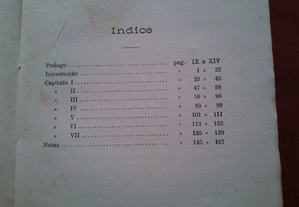 Indice
Prologo pag. IX a XIV
Introducção » 1 » 22
Capitulo I » 23 » 45
» II » 47 » 58
» III » 59 » 88
» IV » 89 » 99
» V » 101 » 111
» VI » 113 » 133
» VII » 135 » 139
Notas » 143 » 167